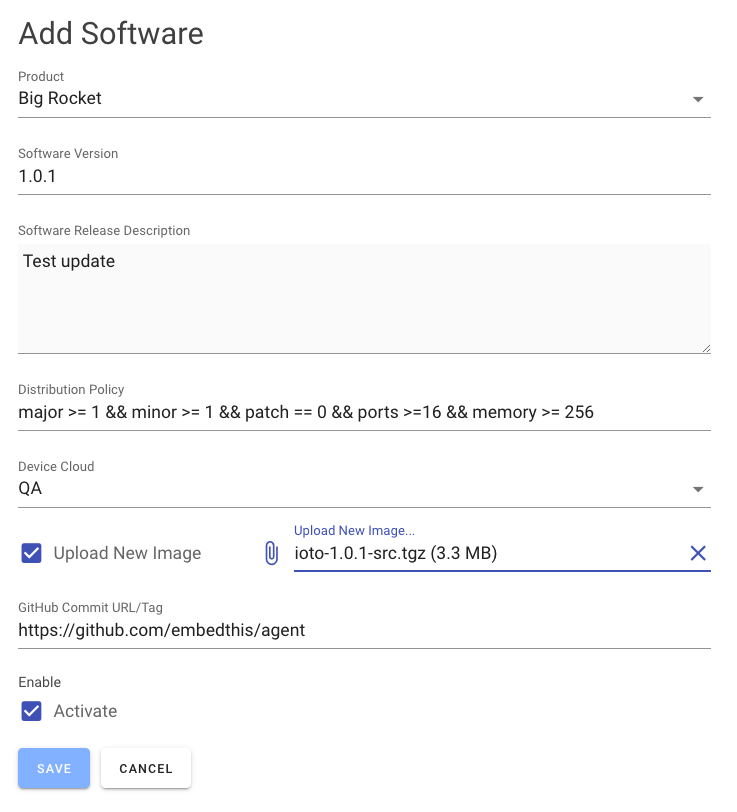 Add Software
Product
Big Rocket
Software Version
1.0.1
Software Release Description
Test update
Distribution Policy
major >= 1 && minor >= 1 && patch == 0 && ports >=16 && memory >= 256
Device Cloud
QA
Upload New Image...
Upload New Image
ioto-1.0.1-src.tgz (3.3 MB)
GitHub Commit URL/Tag
https://github.com/embedthis/agent
Enable
Activate
SAVE
CANCEL